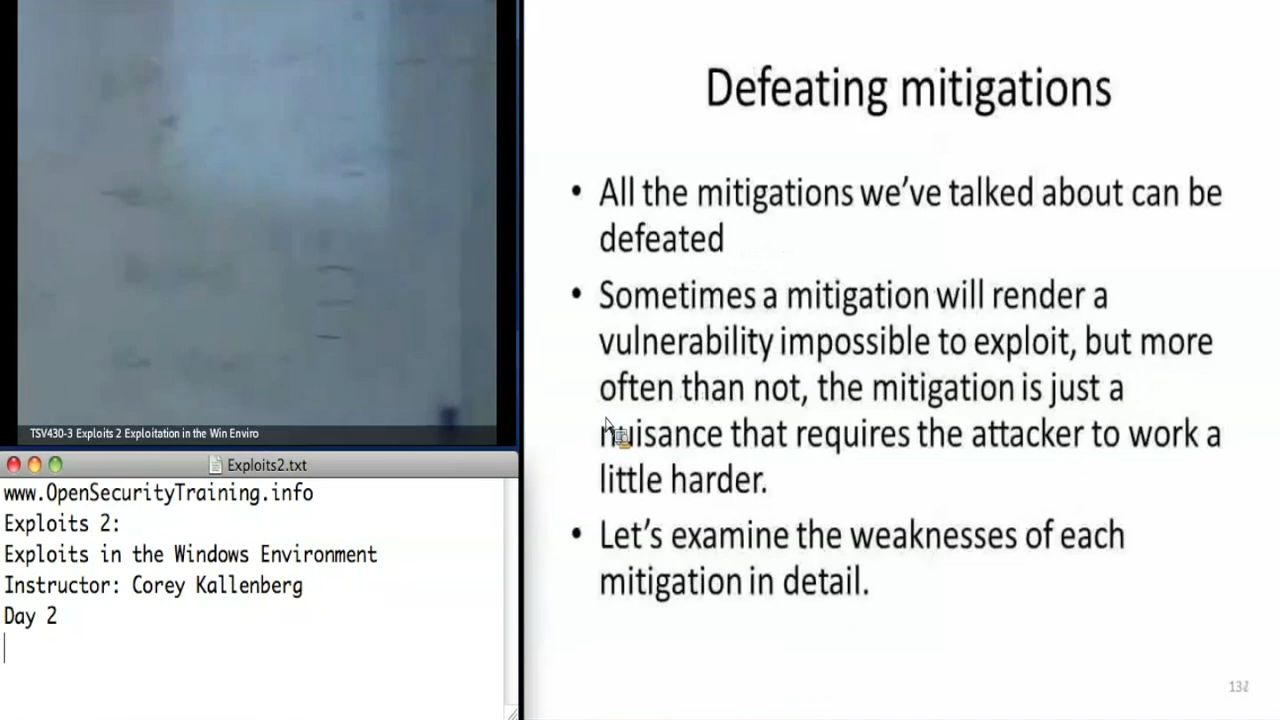 TSV430-3 Exploits 2 Exploitation in the Win Enviro
Exploits2.txt
www.OpenSecurityTraining.info
Exploits 2:
Exploits in the Windows Environment
Instructor: Corey Kallenberg
Day 2
Defeating mitigations
• All the mitigations we’ve talked about can be
defeated
• Sometimes a mitigation will render a
vulnerability impossible to exploit, but more
often than not, the mitigation is just a
nuisance that requires the attacker to work a
little harder.
• Let’s examine the weaknesses of each
mitigation in detail.